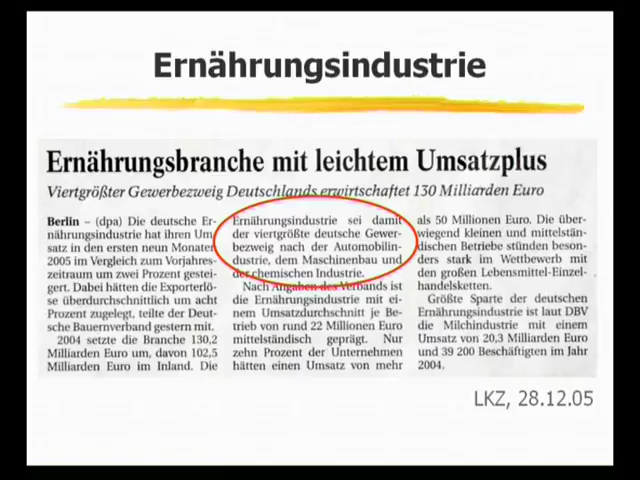 Ernährungsindustrie
Ernährungsbranche mit leichtem Umsatzplus
Viertgrößter Gewerbezweig Deutschlands erwirtschaftet 130 Milliarden Euro
Berlin – (dpa) Die deutsche Er-
nährungsindustrie hat ihren Um-
satz in den ersten neun Monaten
2005 im Vergleich zum Vorjahres-
zeitraum um zwei Prozent gestei-
gert. Dabei hätten die Exporterlö-
se überdurchschnittlich um acht
Prozent zugelegt, teilte der Deut-
sche Bauernverband gestern mit.
2004 setzte die Branche 130,2
Milliarden Euro um, davon 102,5
Milliarden Euro im Inland. Die
Ernährungsindustrie sei damit
der viertgrößte deutsche Gewer-
bezweig nach der Automobilin-
dustrie, dem Maschinenbau und
der chemischen Industrie.
Nach Angaben des Verbands ist
die Ernährungsindustrie mit ei-
nem Umsatzdurchschnitt je Be-
trieb von rund 22 Millionen Euro
mittelständisch geprägt. Nur
zehn Prozent der Unternehmen
hätten einen Umsatz von mehr
als 50 Millionen Euro. Die über-
wiegend kleinen und mittelstän-
dischen Betriebe stünden beson-
ders stark im Wettbewerb mit
den großen Lebensmittel-Einzel-
handelsketten.
Größte Sparte der deutschen
Ernährungsindustrie ist laut DBV
die Milchindustrie mit einem
Umsatz von 20,3 Milliarden Euro
und 39 200 Beschäftigten im Jahr
2004.
LKZ, 28.12.05